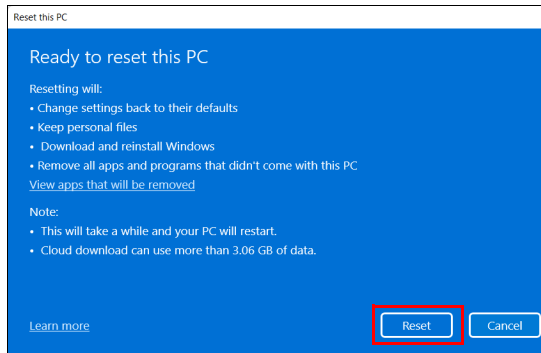 Reset this PC
Ready to reset this PC
Resetting will:
• Change settings back to their defaults
• Keep personal files
• Download and reinstall Windows
• Remove all apps and programs that didn't come with this PC
View apps that will be removed
Note:
• This will take a while and your PC will restart.
• Cloud download can use more than 3.06 GB of data.
Learn more
Reset
Cancel